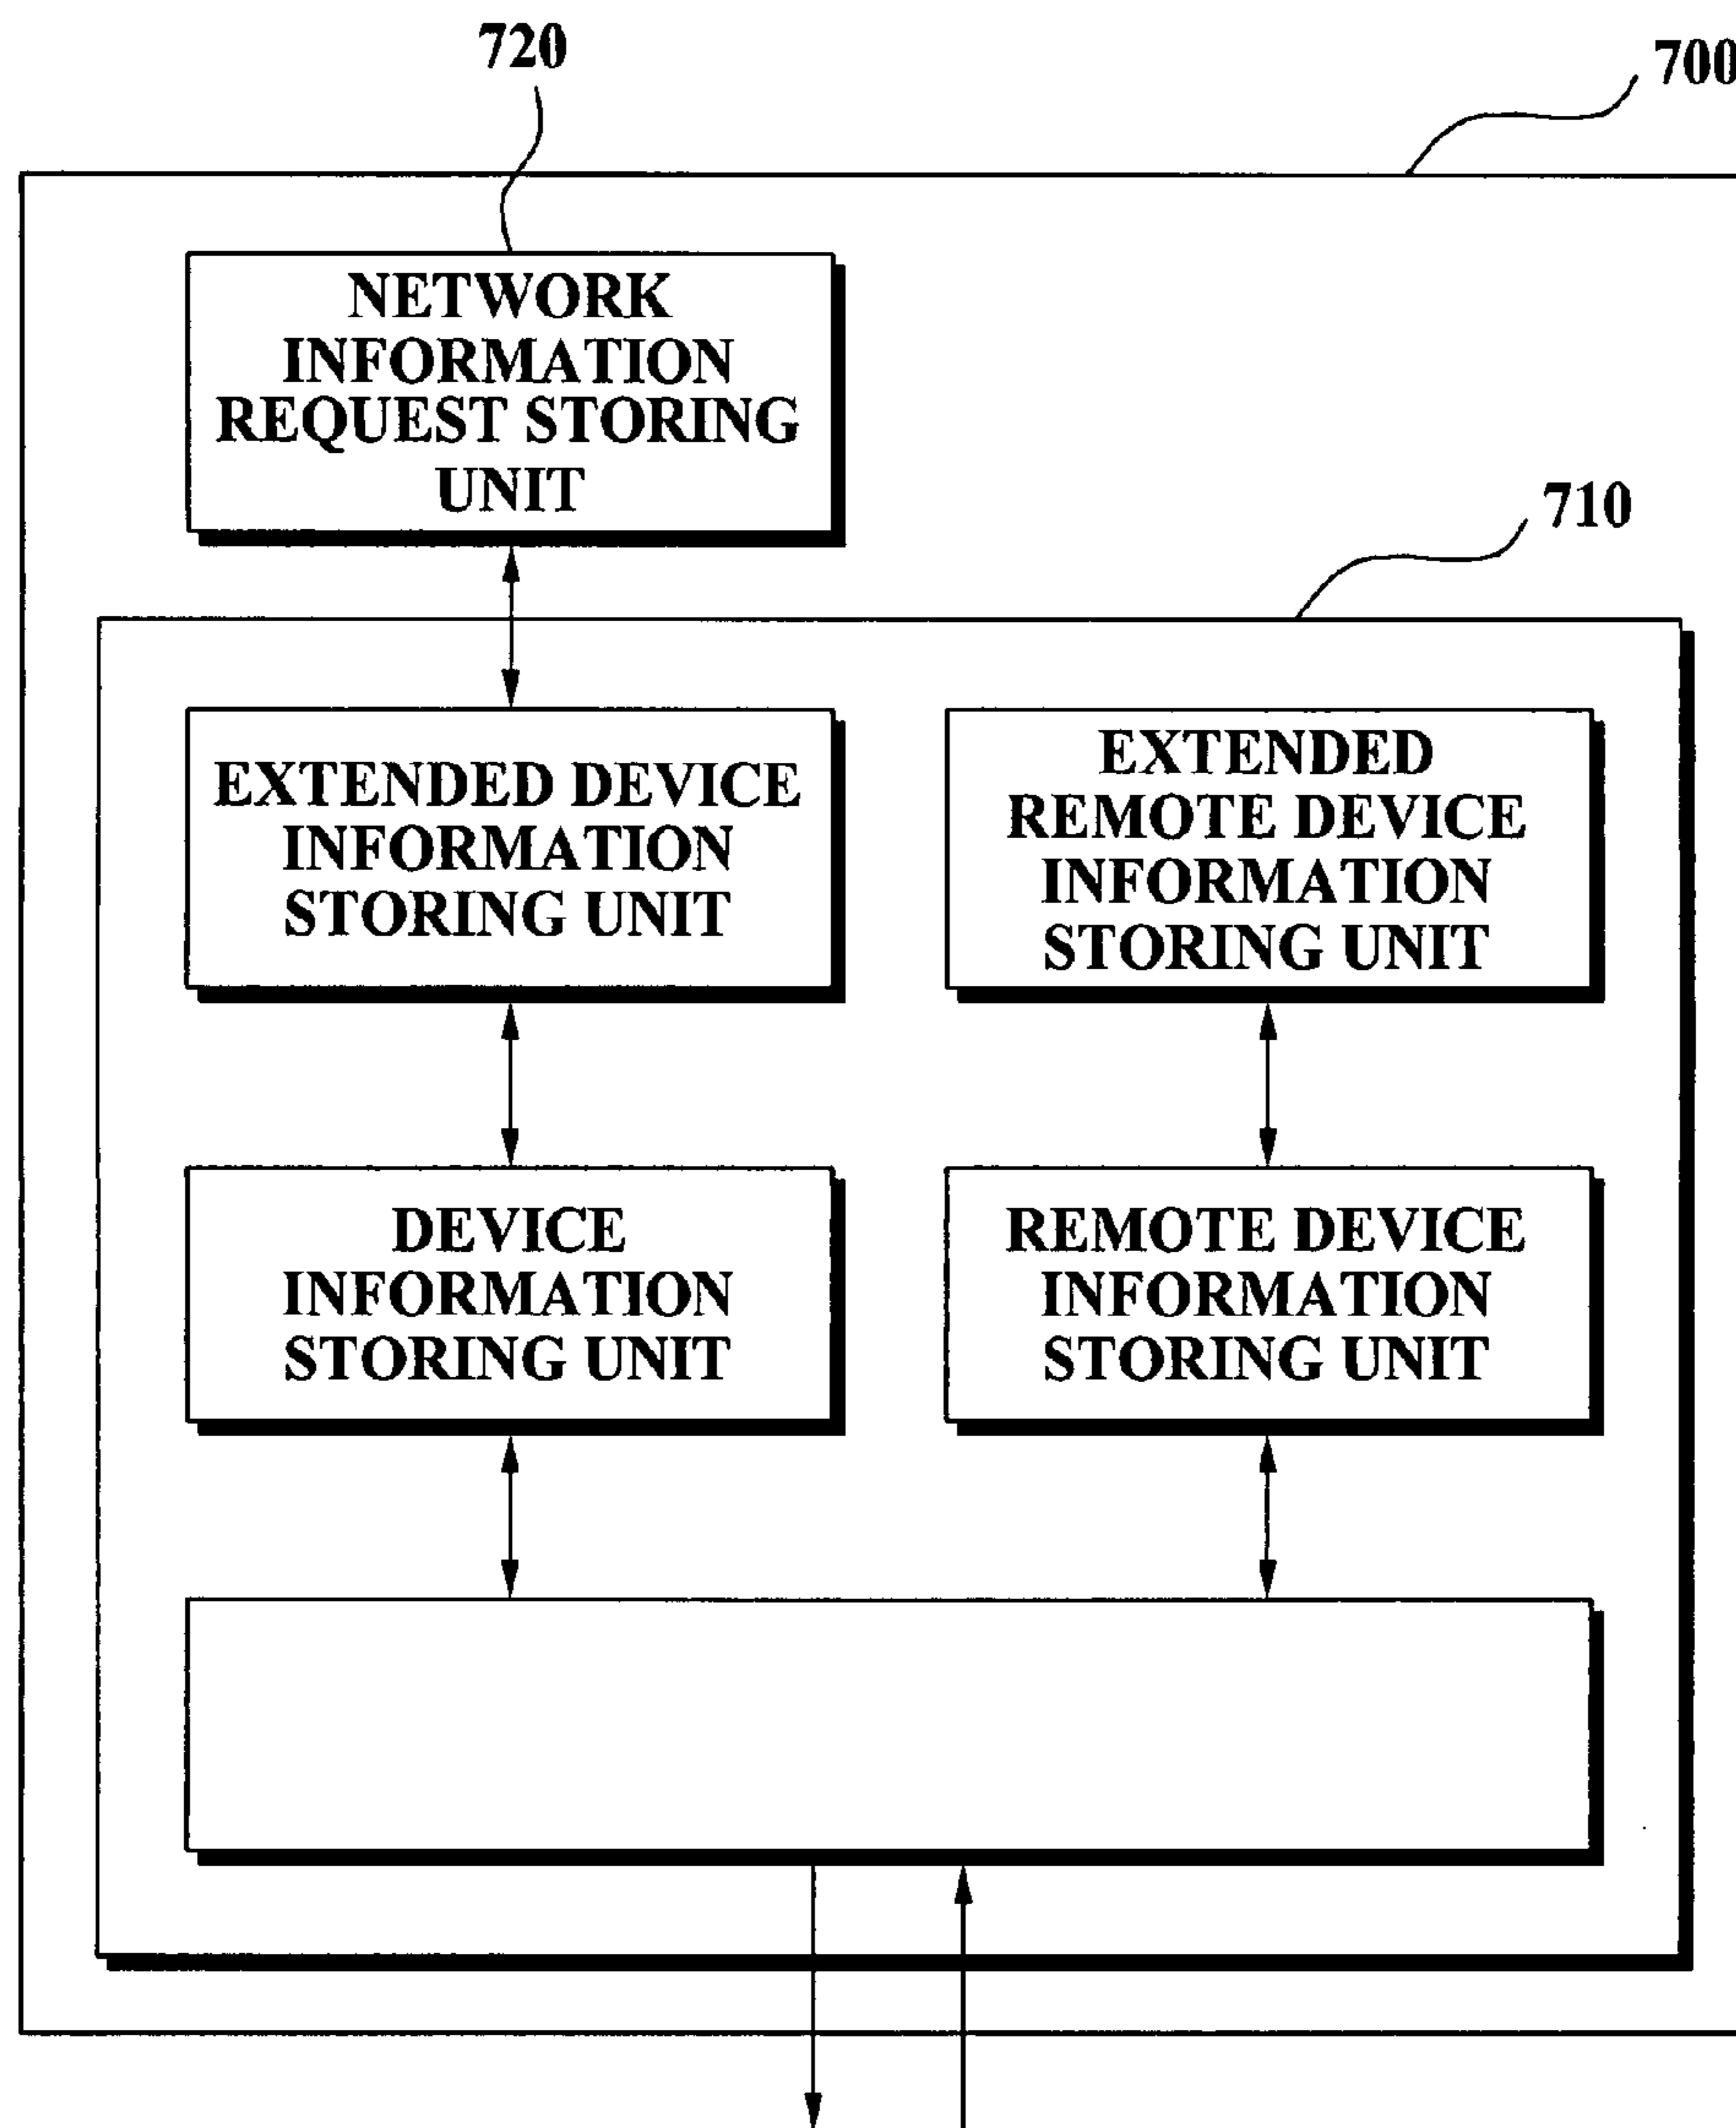 720
700
NETWORK
INFORMATION
REQUEST STORING
UNIT
710
EXTENDED DEVICE
INFORMATION
STORING UNIT
EXTENDED
REMOTE DEVICE
INFORMATION
STORING UNIT
DEVICE
INFORMATION
STORING UNIT
REMOTE DEVICE
INFORMATION
STORING UNIT